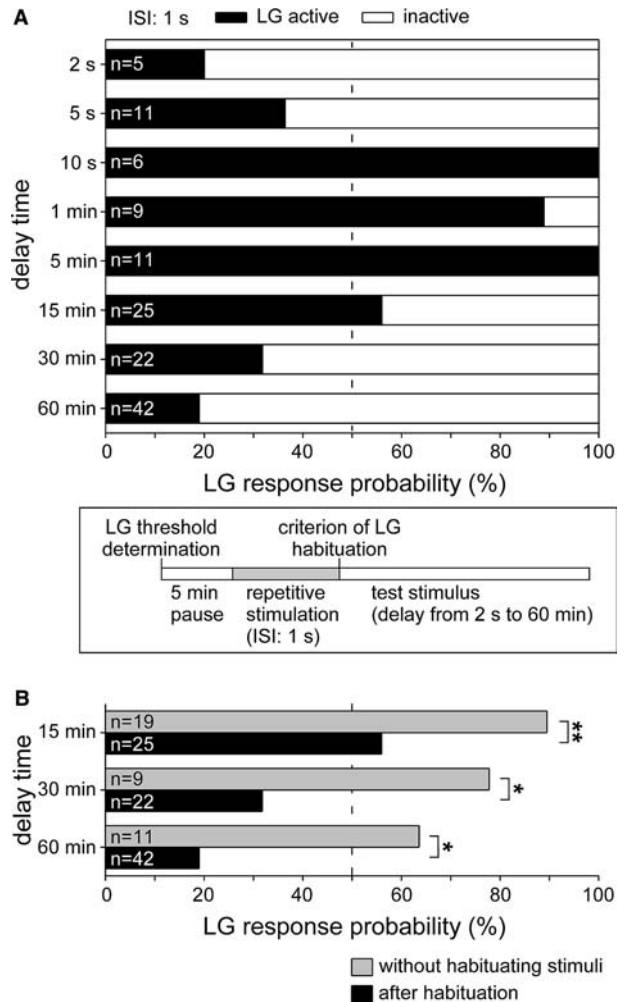 A
ISI: 1 s LG active inactive
2 s n=5
5 s n=11
10 s n=6
1 min n=9
5 min n=11
15 min n=25
30 min n=22
60 min n=42
delay time
0 20 40 60 80 100
LG response probability (%)
LG threshold determination
criterion of LG habituation
5 min pause
repetitive stimulation (ISI: 1 s)
test stimulus (delay from 2 s to 60 min)
B
n=19
15 min **
n=25
n=9
30 min *
n=22
n=11
60 min *
n=42
delay time
0 20 40 60 80 100
LG response probability (%)
without habituating stimuli
after habituation